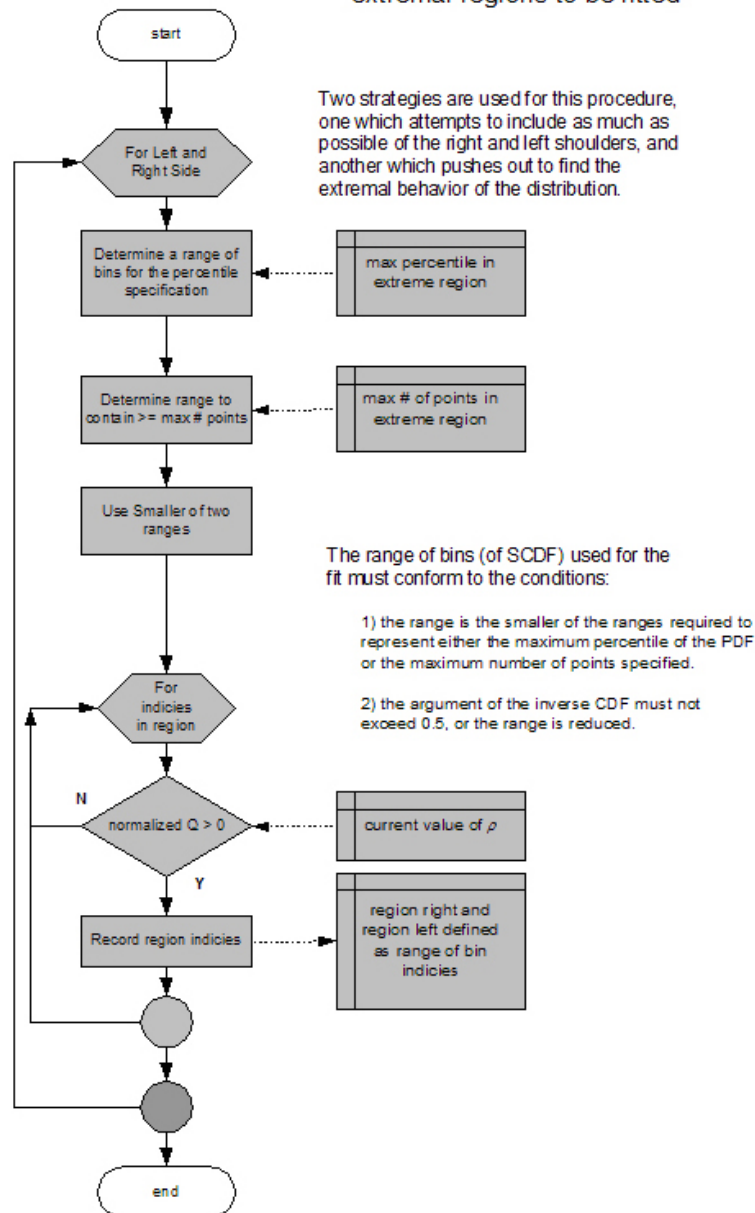 extremal regions to be fitted
start
Two strategies are used for this procedure,
one which attempts to include as much as
possible of the right and left shoulders, and
another which pushes out to find the
extremal behavior of the distribution.
For Left and
Right Side
Determine a range of
bins for the percentile
specification
max percentile in
extreme region
Determine range to
contain >= max # points
max # of points in
extreme region
Use Smaller of two
ranges
The range of bins (of SCDF) used for the
fit must conform to the conditions:
1) the range is the smaller of the ranges required to
represent either the maximum percentile of the PDF
or the maximum number of points specified.
2) the argument of the inverse CDF must not
exceed 0.5, or the range is reduced.
For
indicies
in region
N
normalized Q > 0
current value of ρ
Y
Record region indicies
region right and
region left defined
as range of bin
indicies
end